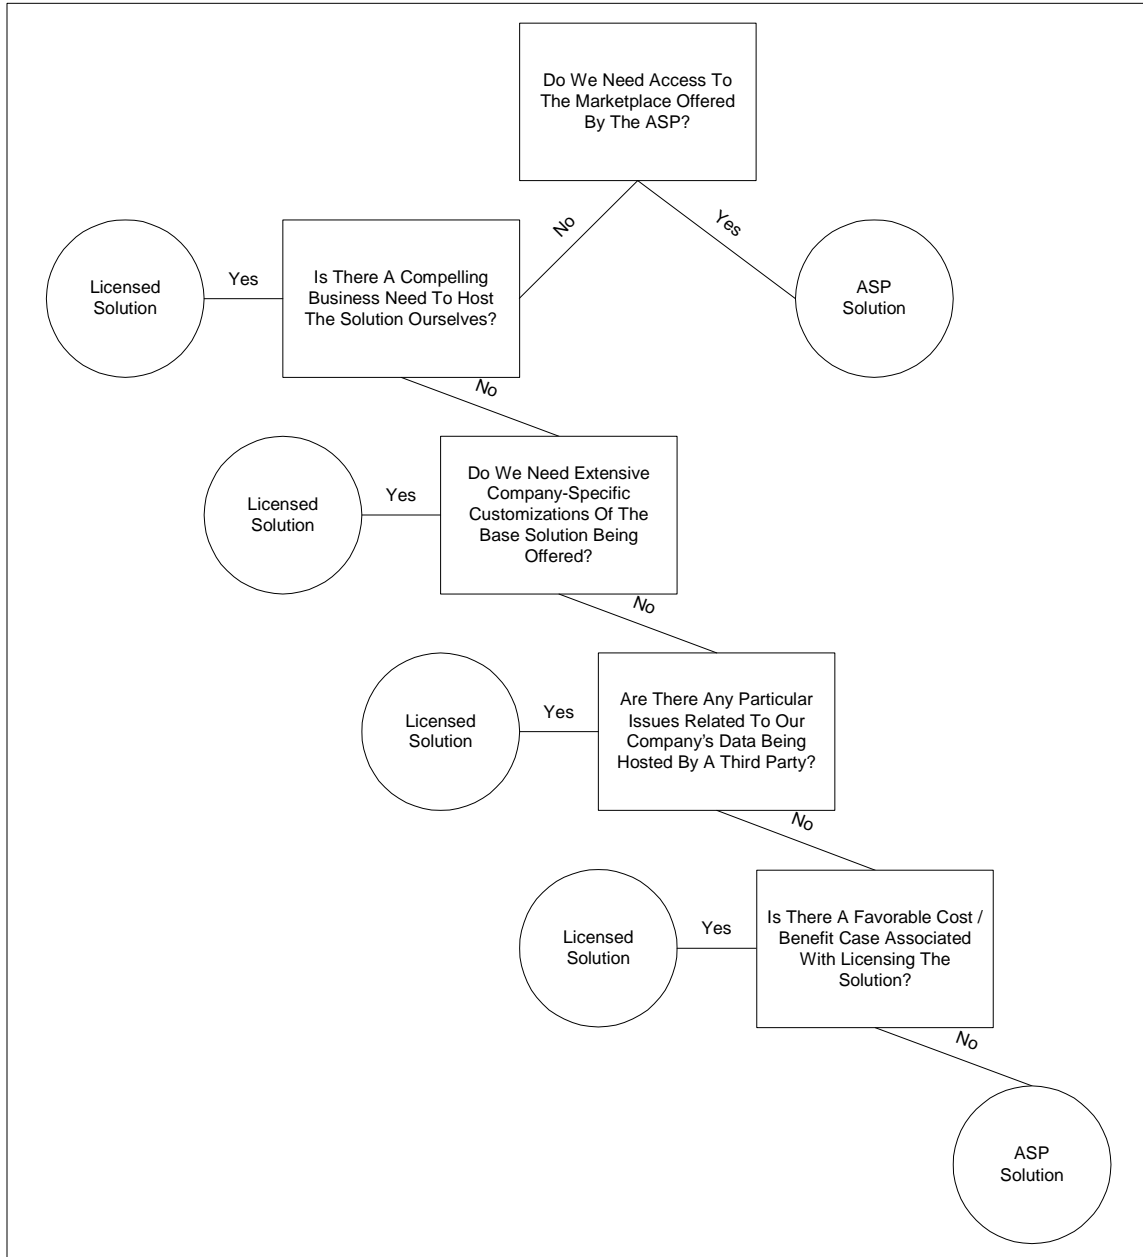 Do We Need Access To
The Marketplace Offered
By The ASP?
No
Yes
Licensed
Solution
Yes
Is There A Compelling
Business Need To Host
The Solution Ourselves?
ASP
Solution
No
Licensed
Solution
Yes
Do We Need Extensive
Company-Specific
Customizations Of The
Base Solution Being
Offered?
No
Licensed
Solution
Yes
Are There Any Particular
Issues Related To Our
Company's Data Being
Hosted By A Third Party?
No
Licensed
Solution
Yes
Is There A Favorable Cost /
Benefit Case Associated
With Licensing The
Solution?
No
ASP
Solution